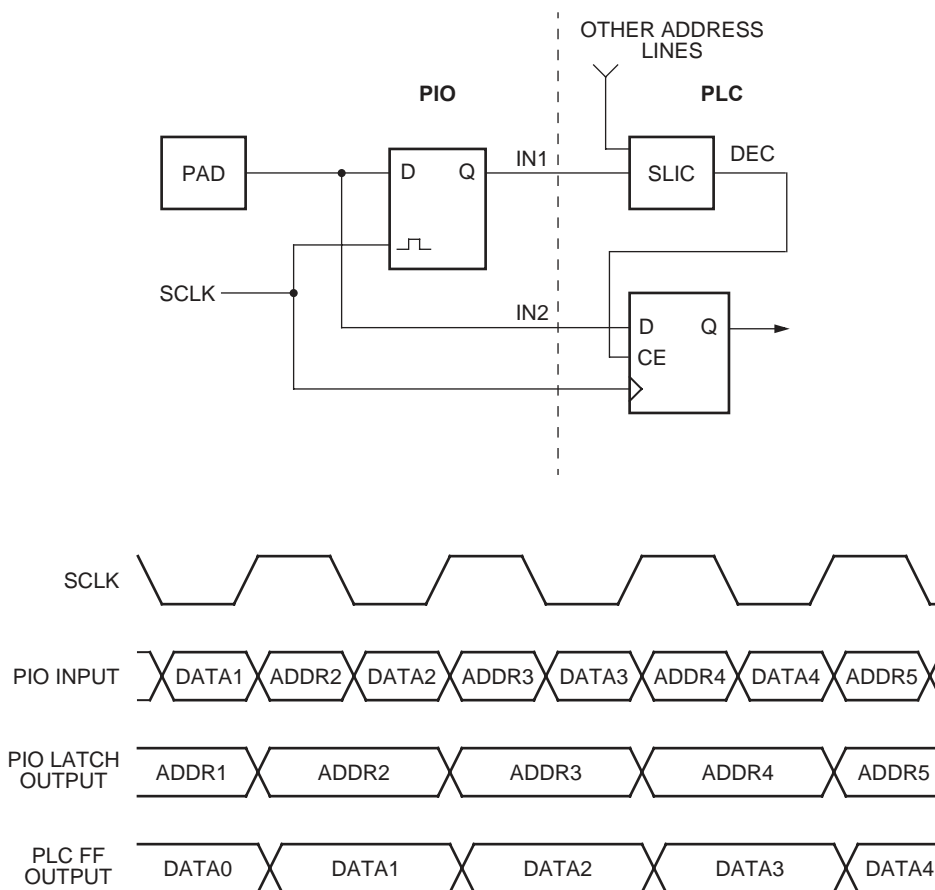 OTHER ADDRESS
LINES
PIO
PLC
PAD
D
Q
IN1
SLIC
DEC
SCLK
IN2
D
Q
CE
SCLK
PIO INPUT
DATA1
ADDR2
DATA2
ADDR3
DATA3
ADDR4
DATA4
ADDR5
PIO LATCH
OUTPUT
ADDR1
ADDR2
ADDR3
ADDR4
ADDR5
PLC FF
OUTPUT
DATA0
DATA1
DATA2
DATA3
DATA4